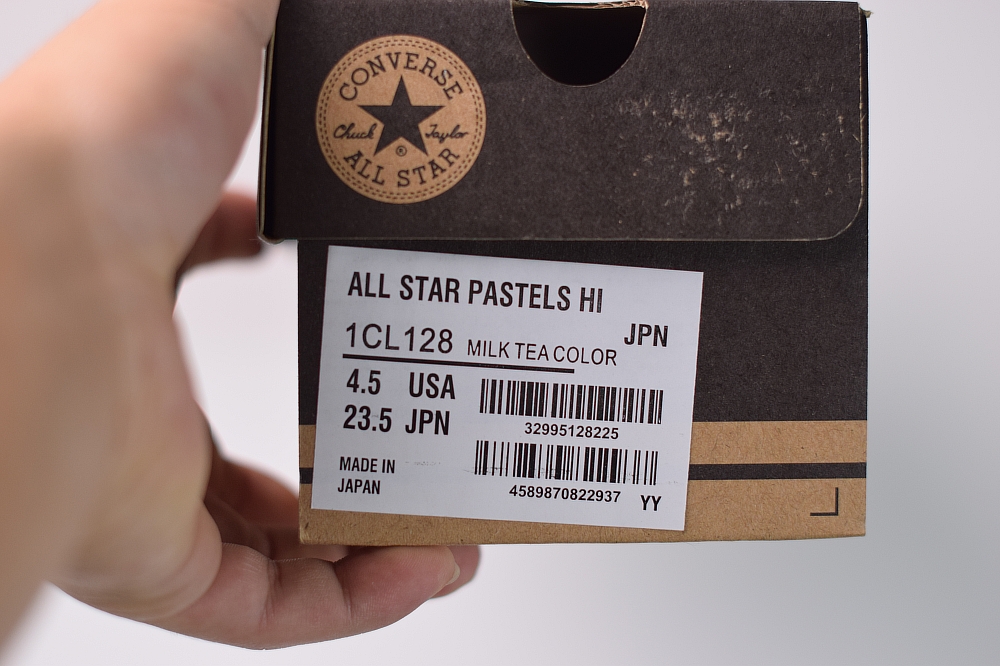 CONVERSE
Chuck Taylor
®
ALL STAR
ALL STAR PASTELS HI
JPN
1CL128 MILK TEA COLOR
4.5 USA
23.5 JPN
32995128225
MADE IN
JAPAN
4589870822937 YY